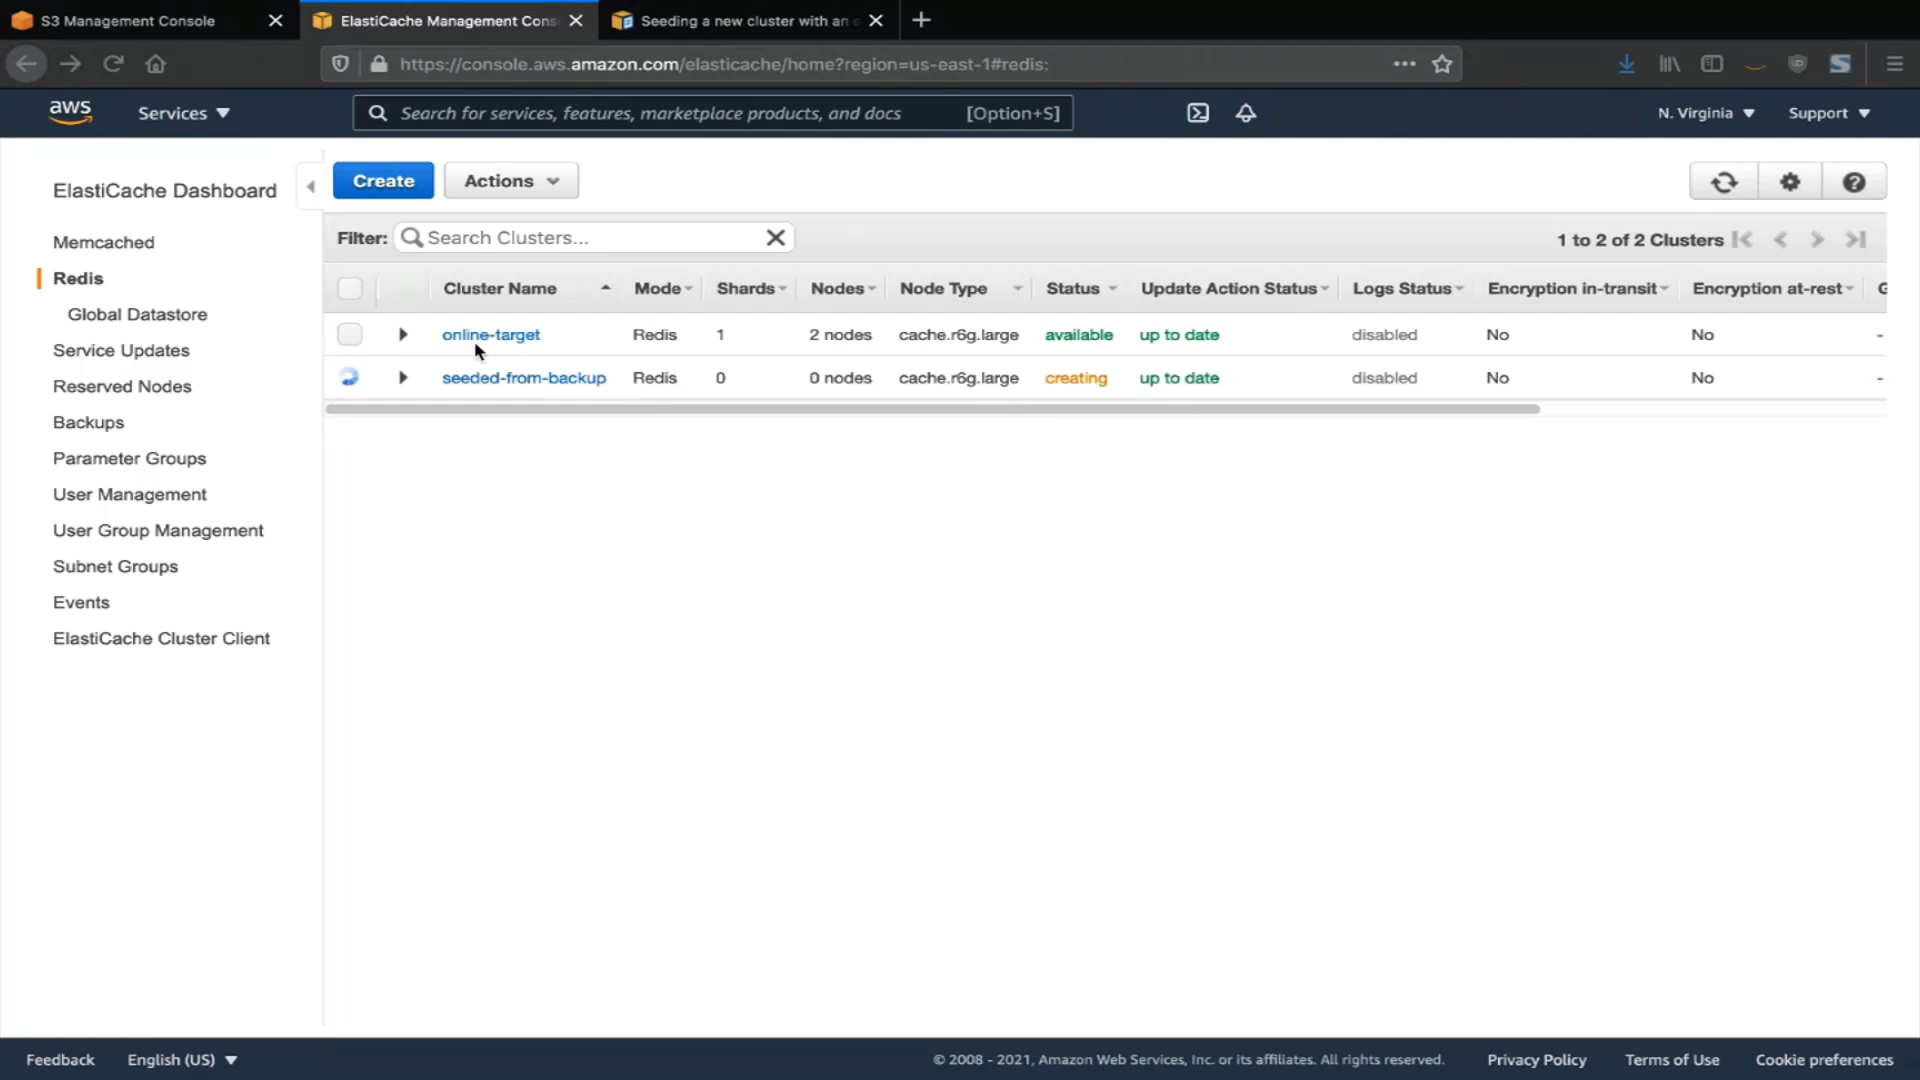 S3 Management Console
ElastiCache Management Cons
Seeding a new cluster with an e
https://console.aws.amazon.com/elasticache/home?region=us-east-1#redis:
aws
Services
Search for services, features, marketplace products, and docs
[Option+S]
N. Virginia
Support
ElastiCache Dashboard
Memcached
Redis
Global Datastore
Service Updates
Reserved Nodes
Backups
Parameter Groups
User Management
User Group Management
Subnet Groups
Events
ElastiCache Cluster Client
Create
Actions
Filter: Search Clusters...
1 to 2 of 2 Clusters
Cluster Name Mode Shards Nodes Node Type Status Update Action Status Logs Status Encryption in-transit Encryption at-rest G
online-target Redis 1 2 nodes cache.r6g.large available up to date disabled No No -
seeded-from-backup Redis 0 0 nodes cache.r6g.large creating up to date disabled No No -
Feedback English (US) © 2008 - 2021, Amazon Web Services, Inc. or its affiliates. All rights reserved. Privacy Policy Terms of Use Cookie preferences